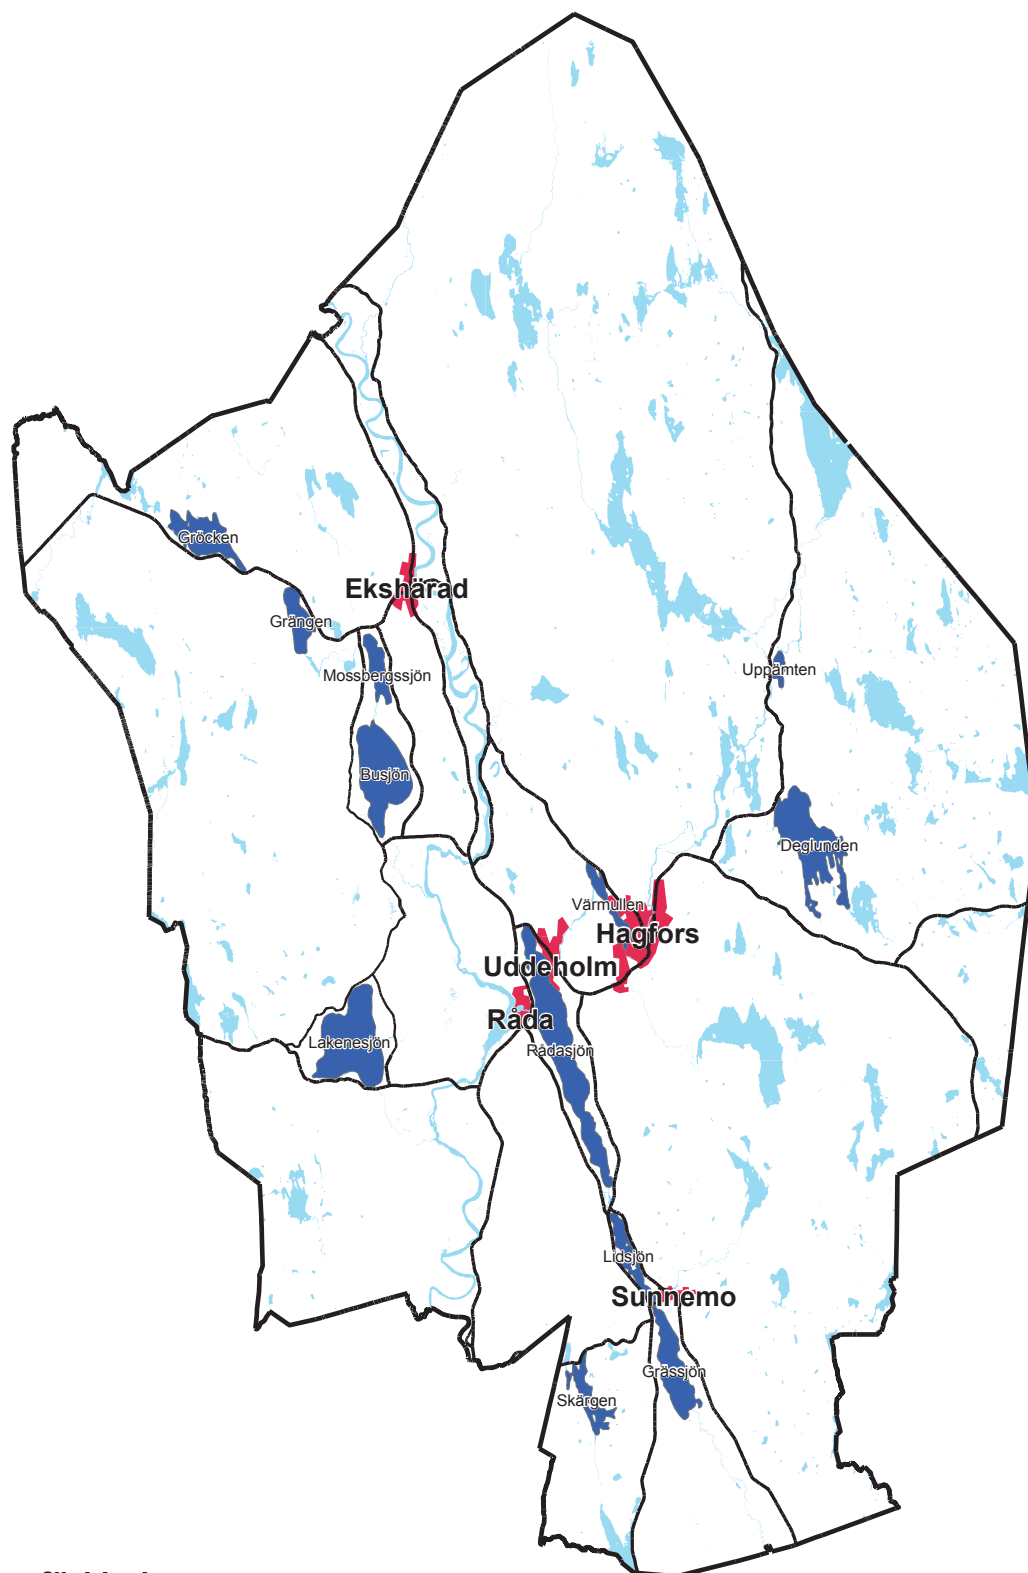 Gröcken
Ekshärad
Grängen
Mossbergssjön
Uppämten
Busjön
Deglunden
Värmullen
Hagfors
Uddeholm
Råda
Lakenesjön
Rådasjön
Lidsjön
Sunnemo
Grässjön
Skärgen